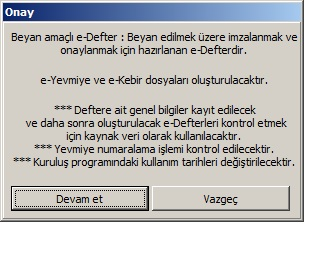 Onay
Beyan amaçlı e-Defter : Beyan edilmek üzere imzalanmak ve
onaylanmak için hazırlanan e-Defterdir.
e-Yevmiye ve e-Kebir dosyaları oluşturulacaktır.
*** Deftere ait genel bilgiler kayıt edilecek
ve daha sonra oluşturulacak e-Defterleri kontrol etmek
için kaynak veri olarak kullanılacaktır.
*** Yevmiye numaralama işlemi kontrol edilecektir.
*** Kuruluş programındaki kullanım tarihleri değiştirilecektir.
Devam et
Vazgeç